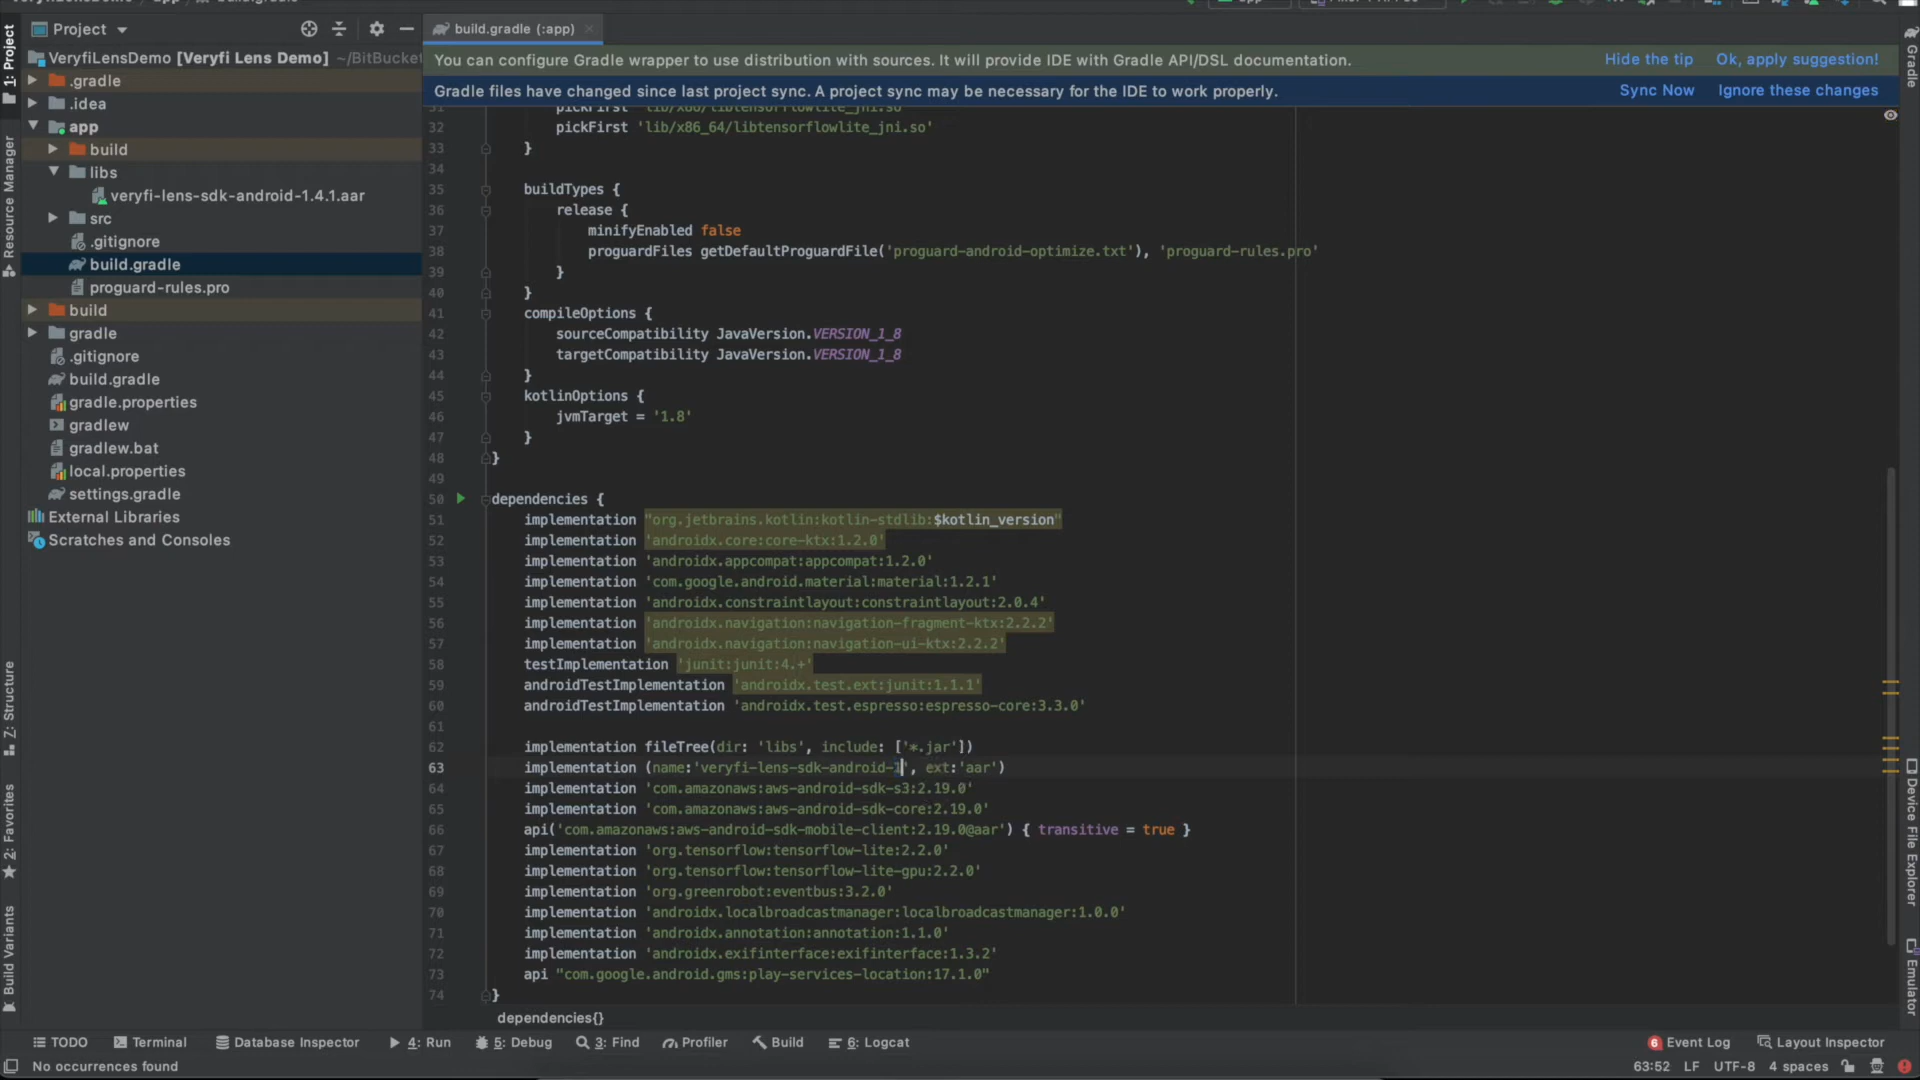 Project
build.gradle (:app)
VeryfiLensDemo [Veryfi Lens Demo] ~/BitBucket
You can configure Gradle wrapper to use distribution with sources. It will provide IDE with Gradle API/DSL documentation.
Hide the tip
Ok, apply suggestion!
Gradle files have changed since last project sync. A project sync may be necessary for the IDE to work properly.
Sync Now
Ignore these changes
.gradle
.idea
app
build
libs
veryfi-lens-sdk-android-1.4.1.aar
src
.gitignore
build.gradle
proguard-rules.pro
build
gradle
.gitignore
build.gradle
gradle.properties
gradlew
gradlew.bat
local.properties
settings.gradle
External Libraries
Scratches and Consoles
31 pickFirst 'lib/x86/libtensorflowlite_jni.so'
32 pickFirst 'lib/x86_64/libtensorflowlite_jni.so'
33 }
34
35 buildTypes {
36 release {
37 minifyEnabled false
38 proguardFiles getDefaultProguardFile('proguard-android-optimize.txt'), 'proguard-rules.pro'
39 }
40 }
41 compileOptions {
42 sourceCompatibility JavaVersion.VERSION_1_8
43 targetCompatibility JavaVersion.VERSION_1_8
44 }
45 kotlinOptions {
46 jvmTarget = '1.8'
47 }
48 }
49
50 dependencies {
51 implementation "org.jetbrains.kotlin:kotlin-stdlib:$kotlin_version"
52 implementation 'androidx.core:core-ktx:1.2.0'
53 implementation 'androidx.appcompat:appcompat:1.2.0'
54 implementation 'com.google.android.material:material:1.2.1'
55 implementation 'androidx.constraintlayout:constraintlayout:2.0.4'
56 implementation 'androidx.navigation:navigation-fragment-ktx:2.2.2'
57 implementation 'androidx.navigation:navigation-ui-ktx:2.2.2'
58 testImplementation 'junit:junit:4.+'
59 androidTestImplementation 'androidx.test.ext:junit:1.1.1'
60 androidTestImplementation 'androidx.test.espresso:espresso-core:3.3.0'
61
62 implementation fileTree(dir: 'libs', include: ['*.jar'])
63 implementation (name:'veryfi-lens-sdk-android-1', ext:'aar')
64 implementation 'com.amazonaws:aws-android-sdk-s3:2.19.0'
65 implementation 'com.amazonaws:aws-android-sdk-core:2.19.0'
66 api('com.amazonaws:aws-android-sdk-mobile-client:2.19.0@aar') { transitive = true }
67 implementation 'org.tensorflow:tensorflow-lite:2.2.0'
68 implementation 'org.tensorflow:tensorflow-lite-gpu:2.2.0'
69 implementation 'org.greenrobot:eventbus:3.2.0'
70 implementation 'androidx.localbroadcastmanager:localbroadcastmanager:1.0.0'
71 implementation 'androidx.annotation:annotation:1.1.0'
72 implementation 'androidx.exifinterface:exifinterface:1.3.2'
73 api "com.google.android.gms:play-services-location:17.1.0"
74 }
dependencies{}
1: Project
Resource Manager
Z: Structure
2: Favorites
Build Variants
Gradle
Device File Explorer
Emulator
TODO
Terminal
Database Inspector
4: Run
5: Debug
3: Find
Profiler
Build
6: Logcat
6 Event Log
Layout Inspector
No occurrences found
63:52
LF
UTF-8
4 spaces